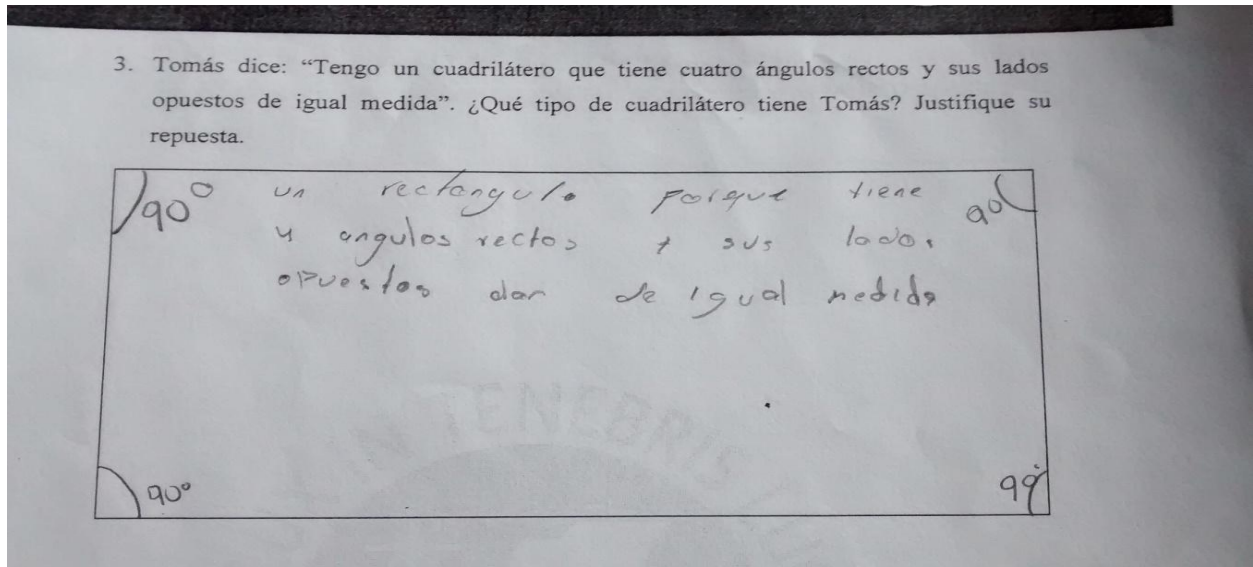 3. Tomás dice: “Tengo un cuadrilátero que tiene cuatro ángulos rectos y sus lados
opuestos de igual medida”. ¿Qué tipo de cuadrilátero tiene Tomás? Justifique su
repuesta.
90° un rectangulo porque tiene 90
4 angulos rectos y sus lados
opuestos dan de igual medida
TENEBRIS
90° 90°